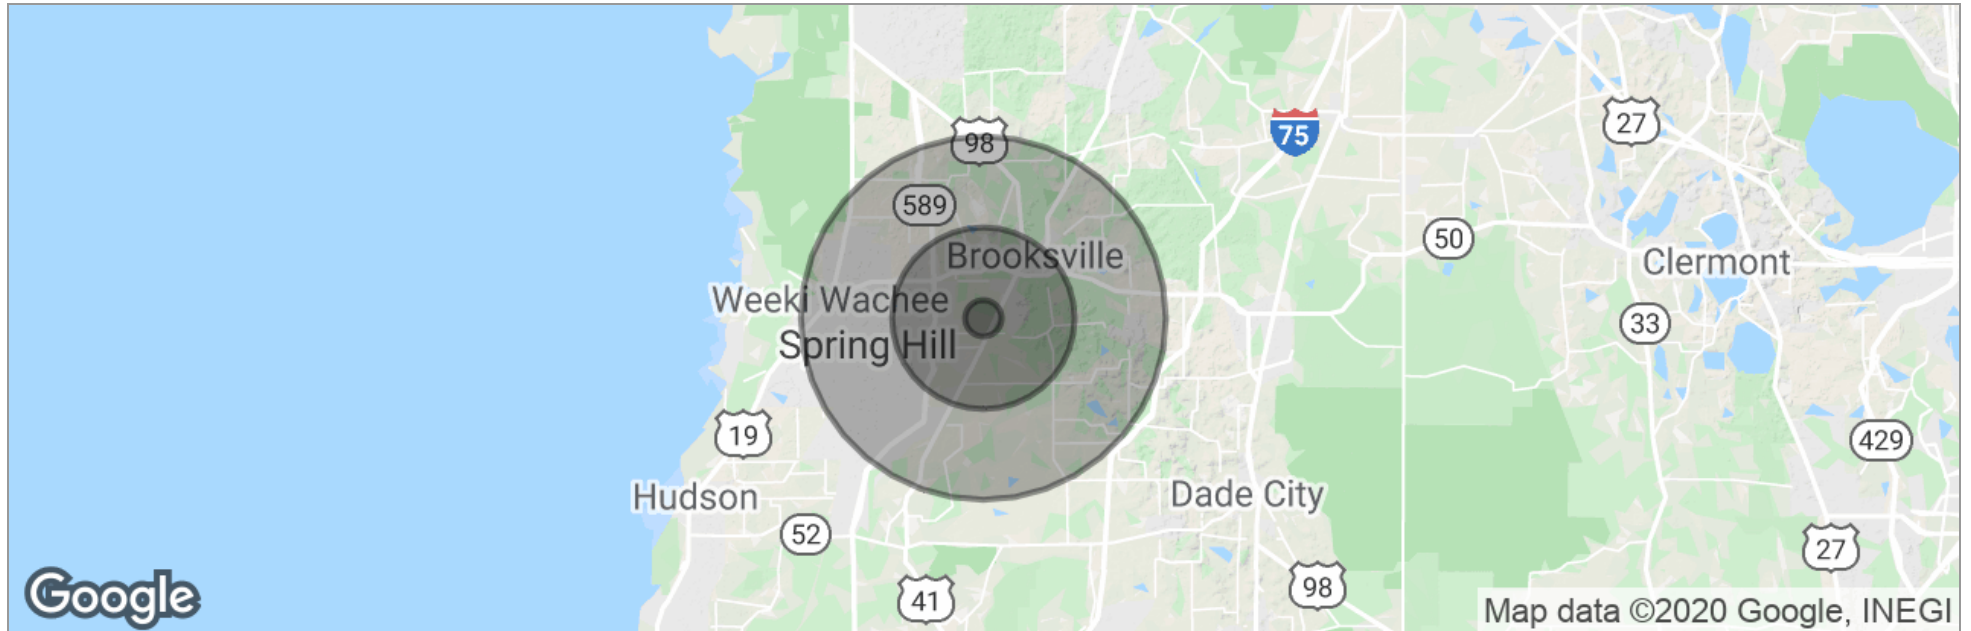 98
75
27
589
50
Brooksville
Clermont
Weeki Wachee
33
Spring Hill
19
429
Hudson
Dade City
52
27
98
41
Google
Map data ©2020 Google, INEGI